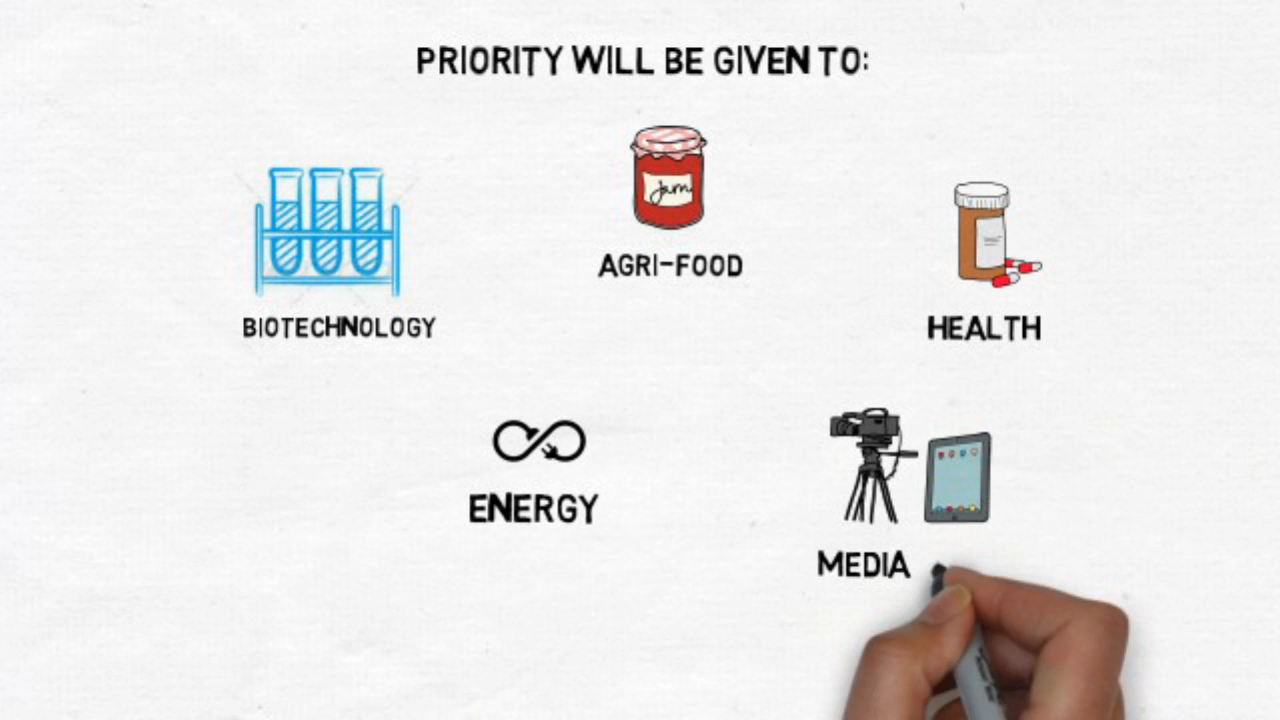 PRIORITY WILL BE GIVEN TO:
Jam
AGRI-FOOD
BIOTECHNOLOGY
HEALTH
ENERGY
MEDIA